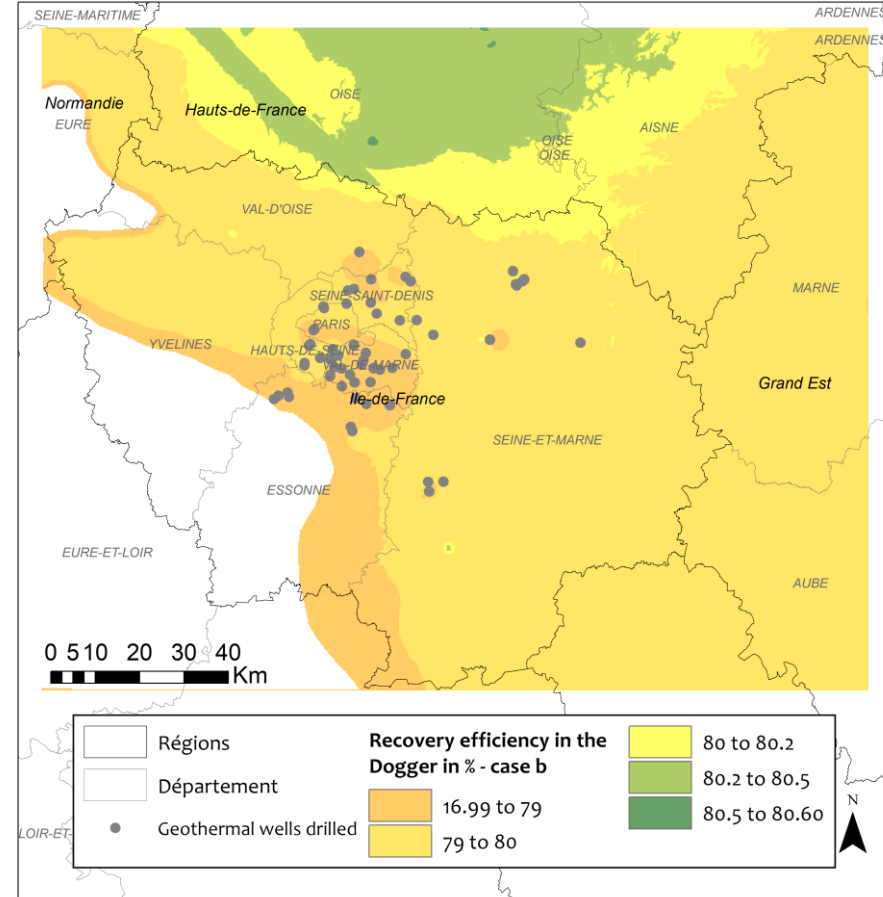 SEINE-MARITIME
ARDENNES
ARDENNES
Normandie
EURE
Hauts-de-France
OISE
AISNE
OISE
OISE
VAL-D'OISE
MARNE
SEINE-SAINT-DENIS
PARIS
YVELINES
HAUTS-DE-SEINE
VAL-DE-MARNE
Grand Est
Ile-de-France
SEINE-ET-MARNE
ESSONNE
EURE-ET-LOIR
AUBE
0 5 10 20 30 40
Km
Régions
Département
Geothermal wells drilled
Recovery efficiency in the
Dogger in % - case b
16.99 to 79
79 to 80
80 to 80.2
80.2 to 80.5
80.5 to 80.60
N
LOIR-ET-